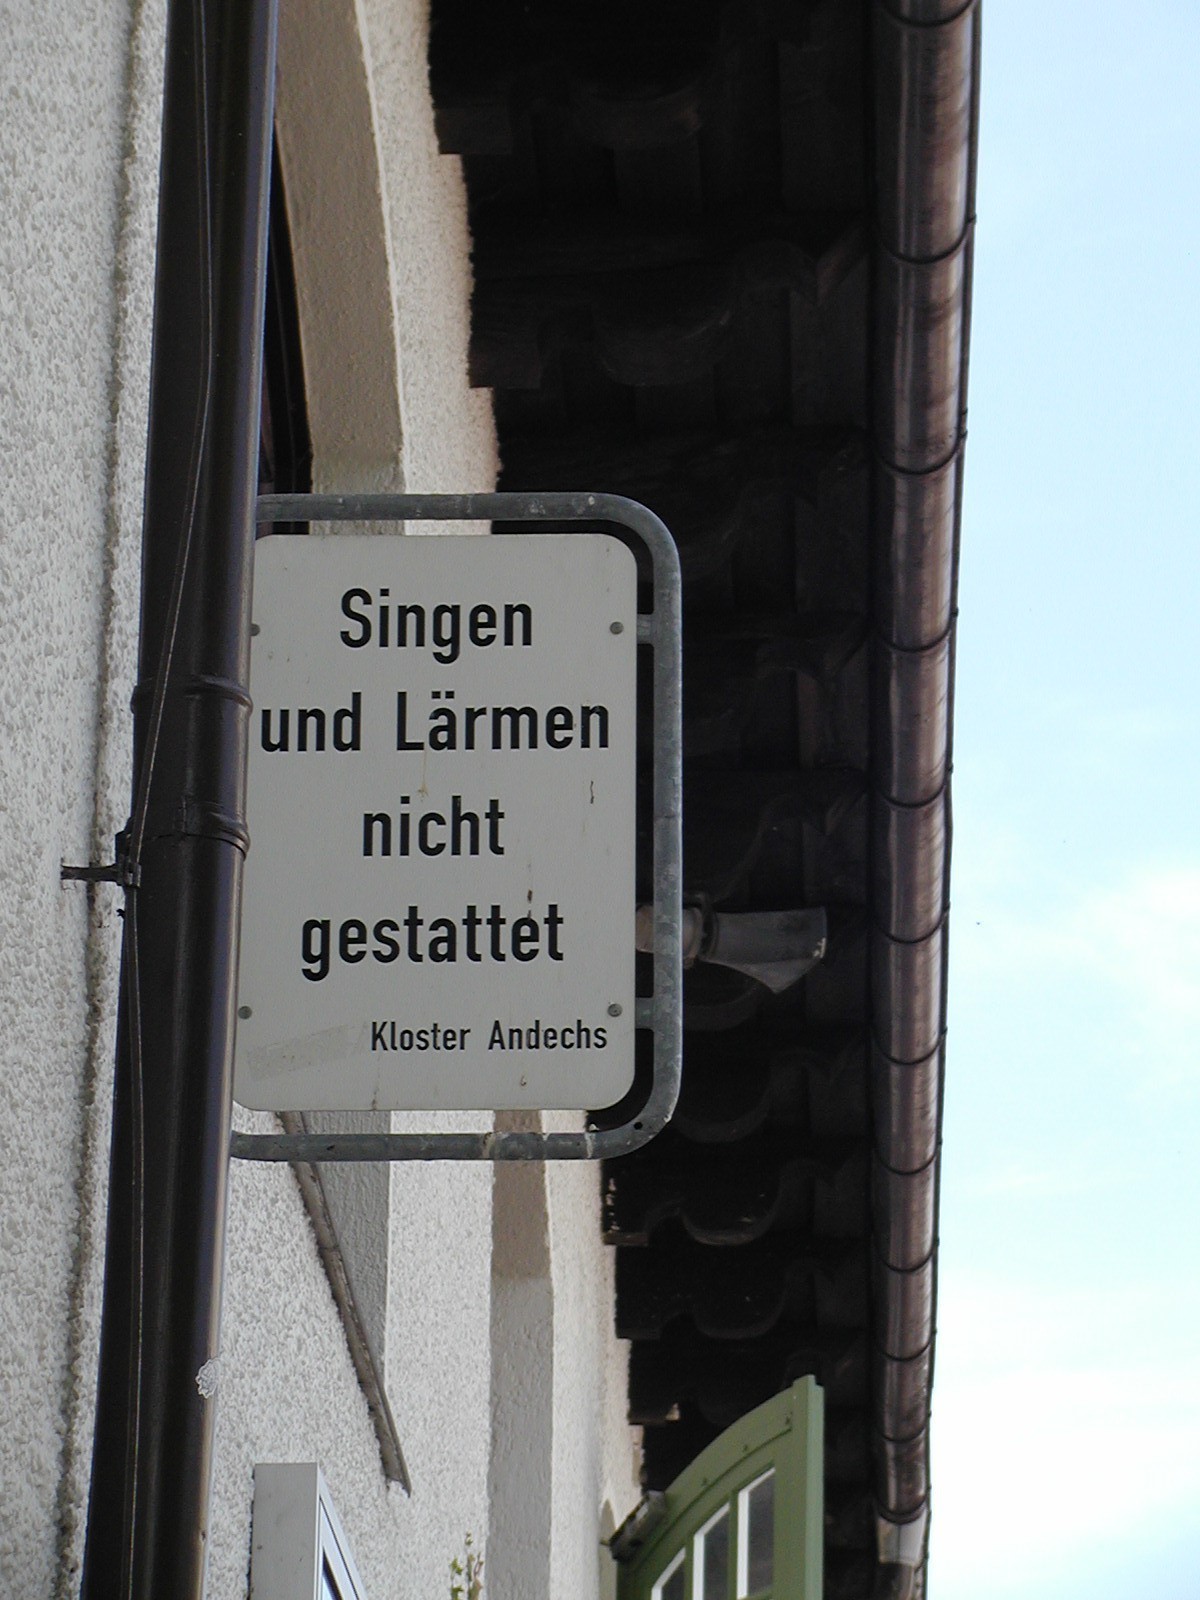 Singen
und Lärmen
nicht
gestattet
Kloster Andechs